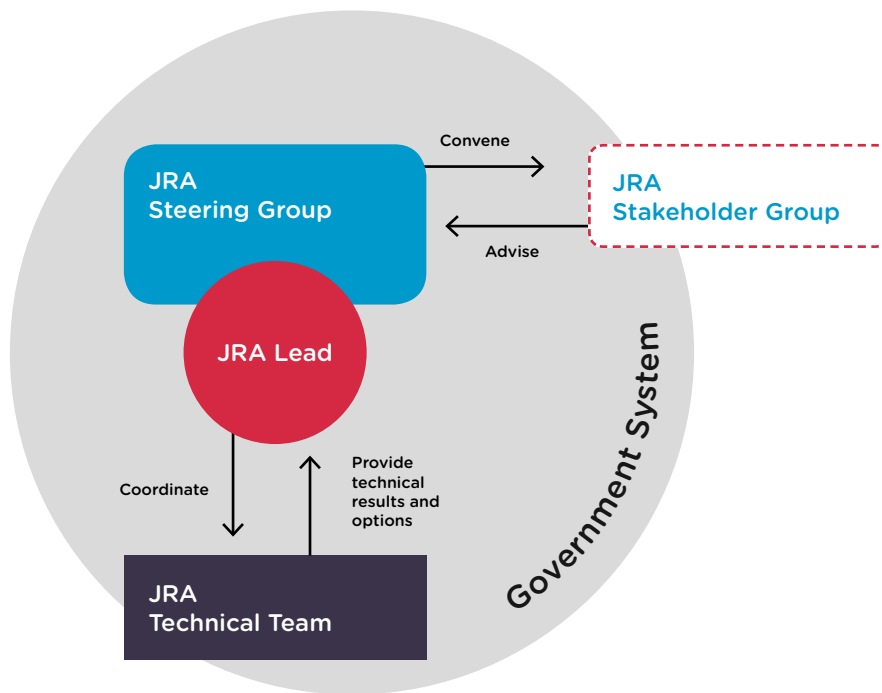 Convene
JRA
Steering Group
JRA
Stakeholder Group
Advise
JRA Lead
Government System
Coordinate
Provide
technical
results and
options
JRA
Technical Team